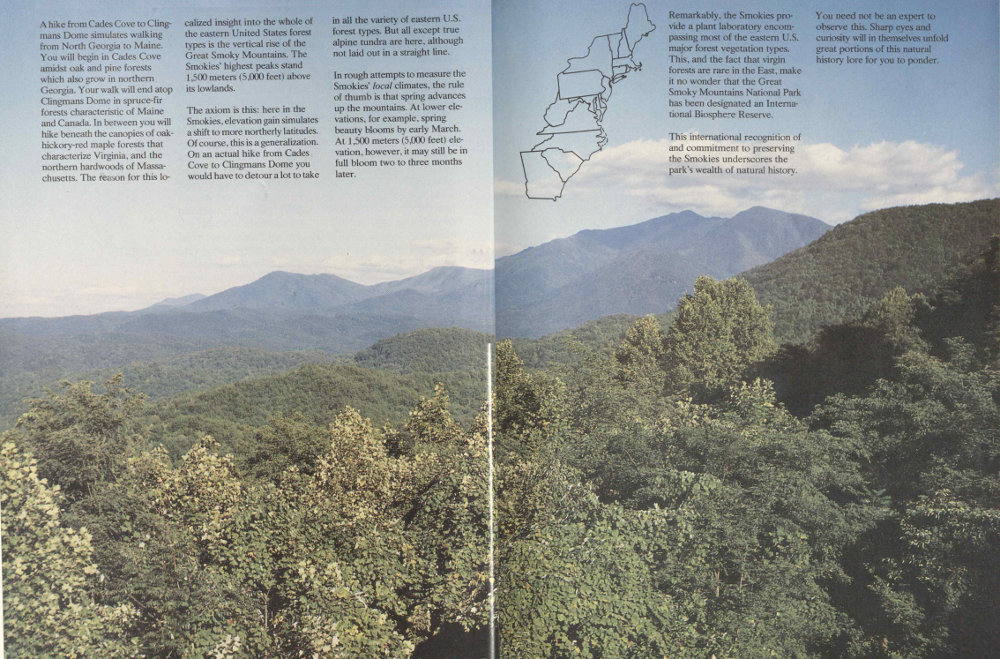 A hike from Cades Cove to Cling-
mans Dome simulates walking
from North Georgia to Maine.
You will begin in Cades Cove
amidst oak and pine forests
which also grow in northern
Georgia. Your walk will end atop
Clingmans Dome in spruce-fir
forests characteristic of Maine
and Canada. In between you will
hike beneath the canopies of oak-
hickory-red maple forests that
characterize Virginia, and the
northern hardwoods of Massa-
chusetts. The reason for this lo-
calized insight into the whole of
the eastern United States forest
types is the vertical rise of the
Great Smoky Mountains. The
Smokies' highest peaks stand
1,500 meters (5,000 feet) above
its lowlands.
The axiom is this: here in the
Smokies, elevation gain simulates
a shift to more northerly latitudes.
Of course, this is a generalization.
On an actual hike from Cades
Cove to Clingmans Dome you
would have to detour a lot to take
in all the variety of eastern U.S.
forest types. But all except true
alpine tundra are here, although
not laid out in a straight line.
In rough attempts to measure the
Smokies' local climates, the rule
of thumb is that spring advances
up the mountains. At lower ele-
vations, for example, spring
beauty blooms by early March.
At 1,500 meters (5,000 feet) ele-
vation, however, it may still be in
full bloom two to three months
later.
Remarkably, the Smokies pro-
vide a plant laboratory encom-
passing most of the eastern U.S.
major forest vegetation types.
This, and the fact that virgin
forests are rare in the East, make
it no wonder that the Great
Smoky Mountains National Park
has been designated an Interna-
tional Biosphere Reserve.
This international recognition of
and commitment to preserving
the Smokies underscores the
park's wealth of natural history.
You need not be an expert to
observe this. Sharp eyes and
curiosity will in themselves unfold
great portions of this natural
history lore for you to ponder.